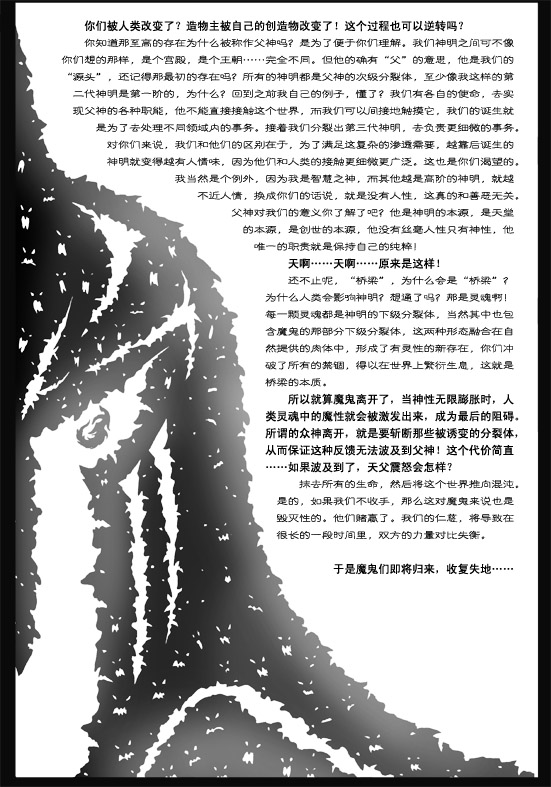 你们被人类改变了？造物主被自己的创造物改变了！这个过程也可以逆转吗？
你知道那至高的存在为什么被称作父神吗？是为了便于你们理解。我们神明之间可不像
你们想的那样，是个宫殿，是个王朝……完全不同。但他的确有“父”的意思，他是我们的
“源头”，还记得那最初的存在吗？所有的神明都是父神的次级分裂体，至少像我这样的第
二代神明是第一阶的，为什么？回到之前我自己的例子，懂了？我们有各自的使命，去实
现父神的各种职能，他不能直接接触这个世界，而我们可以间接地触摸它，我们的诞生就
是为了去处理不同领域内的事务。接着我们分裂出第三代神明，去负责更细微的事务。
对你们来说，我们和他们的区别在于，为了满足这复杂的渗透需要，越靠后诞生的
神明就变得越有人情味，因为他们和人类的接触更细微更广泛。这也是你们渴望的。
我当然是个例外，因为我是智慧之神，而其他越是高阶的神明，就越
不近人情，换成你们的话说，就是没有人性，这真的和善恶无关。
父神对我们的意义你了解了吧？他是神明的本源，是天堂
的本源，是创世的本源，他没有丝毫人性只有神性，他
唯一的职责就是保持自己的纯粹！
天啊……天啊……原来是这样！
还不止呢，“桥梁”，为什么会是“桥梁”？
为什么人类会影响神明？想通了吗？那是灵魂啊！
每一颗灵魂都是神明的下级分裂体，当然其中也包
含魔鬼的那部分下级分裂体，这两种形态融合在自
然提供的肉体中，形成了有灵性的新存在，你们冲
破了所有的禁锢，得以在世界上繁衍生息，这就是
桥梁的本质。
所以就算魔鬼离开了，当神性无限膨胀时，人
类灵魂中的魔性就会被激发出来，成为最后的阻碍。
所谓的众神离开，就是要斩断那些被诱变的分裂体，
从而保证这种反馈无法波及到父神！这个代价简直
……如果波及到了，天父震怒会怎样？
抹去所有的生命，然后将这个世界推向混沌。
是的，如果我们不收手，那么这对魔鬼来说也是
毁灭性的。他们赌赢了。我们的仁慈，将导致在
很长的一段时间里，双方的力量对比失衡。
于是魔鬼们即将归来，收复失地……